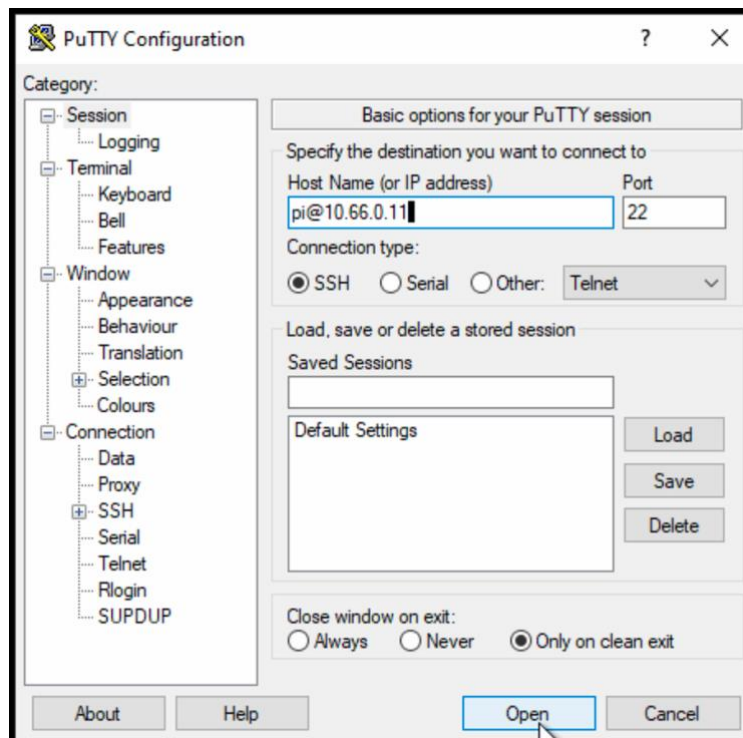 PuTTY Configuration
?
Category:
Session
Logging
Terminal
Keyboard
Bell
Features
Window
Appearance
Behaviour
Translation
Selection
Colours
Connection
Data
Proxy
SSH
Serial
Telnet
Rlogin
SUPDUP
Basic options for your PuTTY session
Specify the destination you want to connect to
Host Name (or IP address) Port
pi@10.66.0.11 22
Connection type:
SSH Serial Other: Telnet
Load, save or delete a stored session
Saved Sessions
Default Settings
Load
Save
Delete
Close window on exit:
Always Never Only on clean exit
About Help Open Cancel